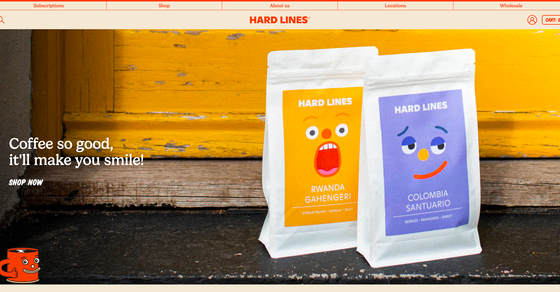 Subscriptions
Shop
About us
Locations
Wholesale
HARD LINES
CART:
Coffee so good,
it'll make you smile!
SHOP NOW
HARD LINES
RWANDA
GAHENGERI
HARD LINES
COLOMBIA
SANTUARIO